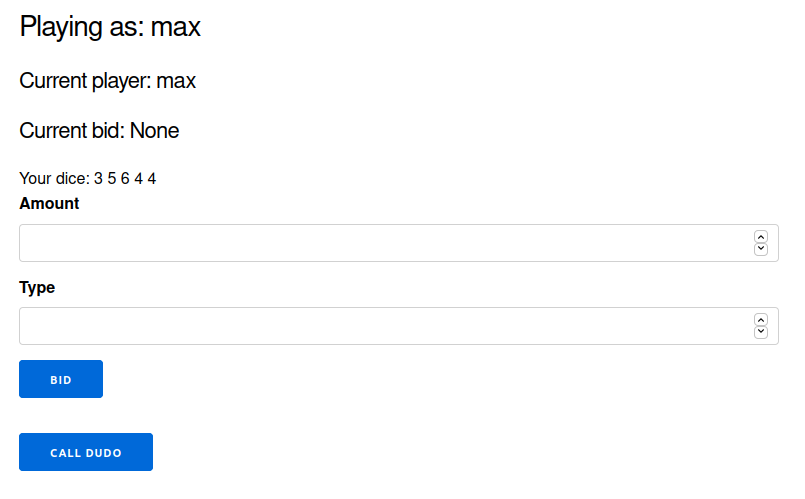 Playing as: max
Current player: max
Current bid: None
Your dice: 3 5 6 4 4
Amount
Type
BID
CALL DUDO